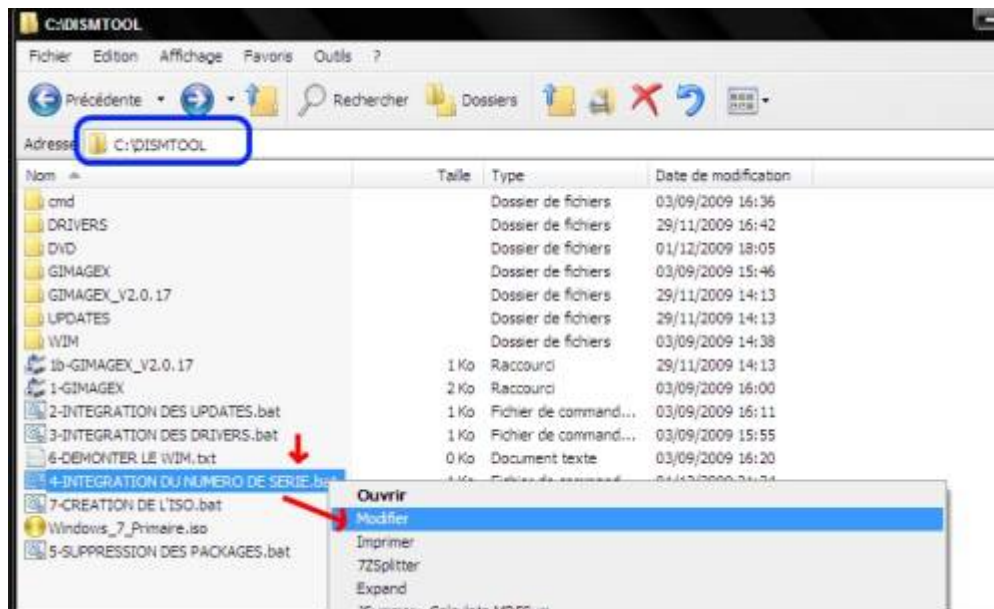 C:\DISMTOOL
Fichier Edition Affichage Favoris Outils ?
Précédente Rechercher Dossiers
Adresse C:\DISMTOOL
Nom Taille Type Date de modification
cmd Dossier de fichiers 03/09/2009 16:36
DRIVERS Dossier de fichiers 29/11/2009 16:42
DVD Dossier de fichiers 01/12/2009 18:05
GIMAGEX Dossier de fichiers 03/09/2009 15:46
GIMAGEX_V2.0.17 Dossier de fichiers 29/11/2009 14:13
UPDATES Dossier de fichiers 29/11/2009 14:13
WIM Dossier de fichiers 03/09/2009 14:38
1b-GIMAGEX_V2.0.17 1 Ko Raccourci 29/11/2009 14:13
1-GIMAGEX 2 Ko Raccourci 03/09/2009 16:00
2-INTEGRATION DES UPDATES.bat 1 Ko Fichier de command... 03/09/2009 16:11
3-INTEGRATION DES DRIVERS.bat 1 Ko Fichier de command... 03/09/2009 15:55
6-DEMONTER LE WIM.txt 0 Ko Document texte 03/09/2009 16:20
4-INTEGRATION DU NUMERO DE SERIE.bat
7-CREATION DE L'ISO.bat
Windows_7_Primaire.iso
5-SUPPRESSION DES PACKAGES.bat
Ouvrir
Modifier
Imprimer
7ZSplitter
Expand